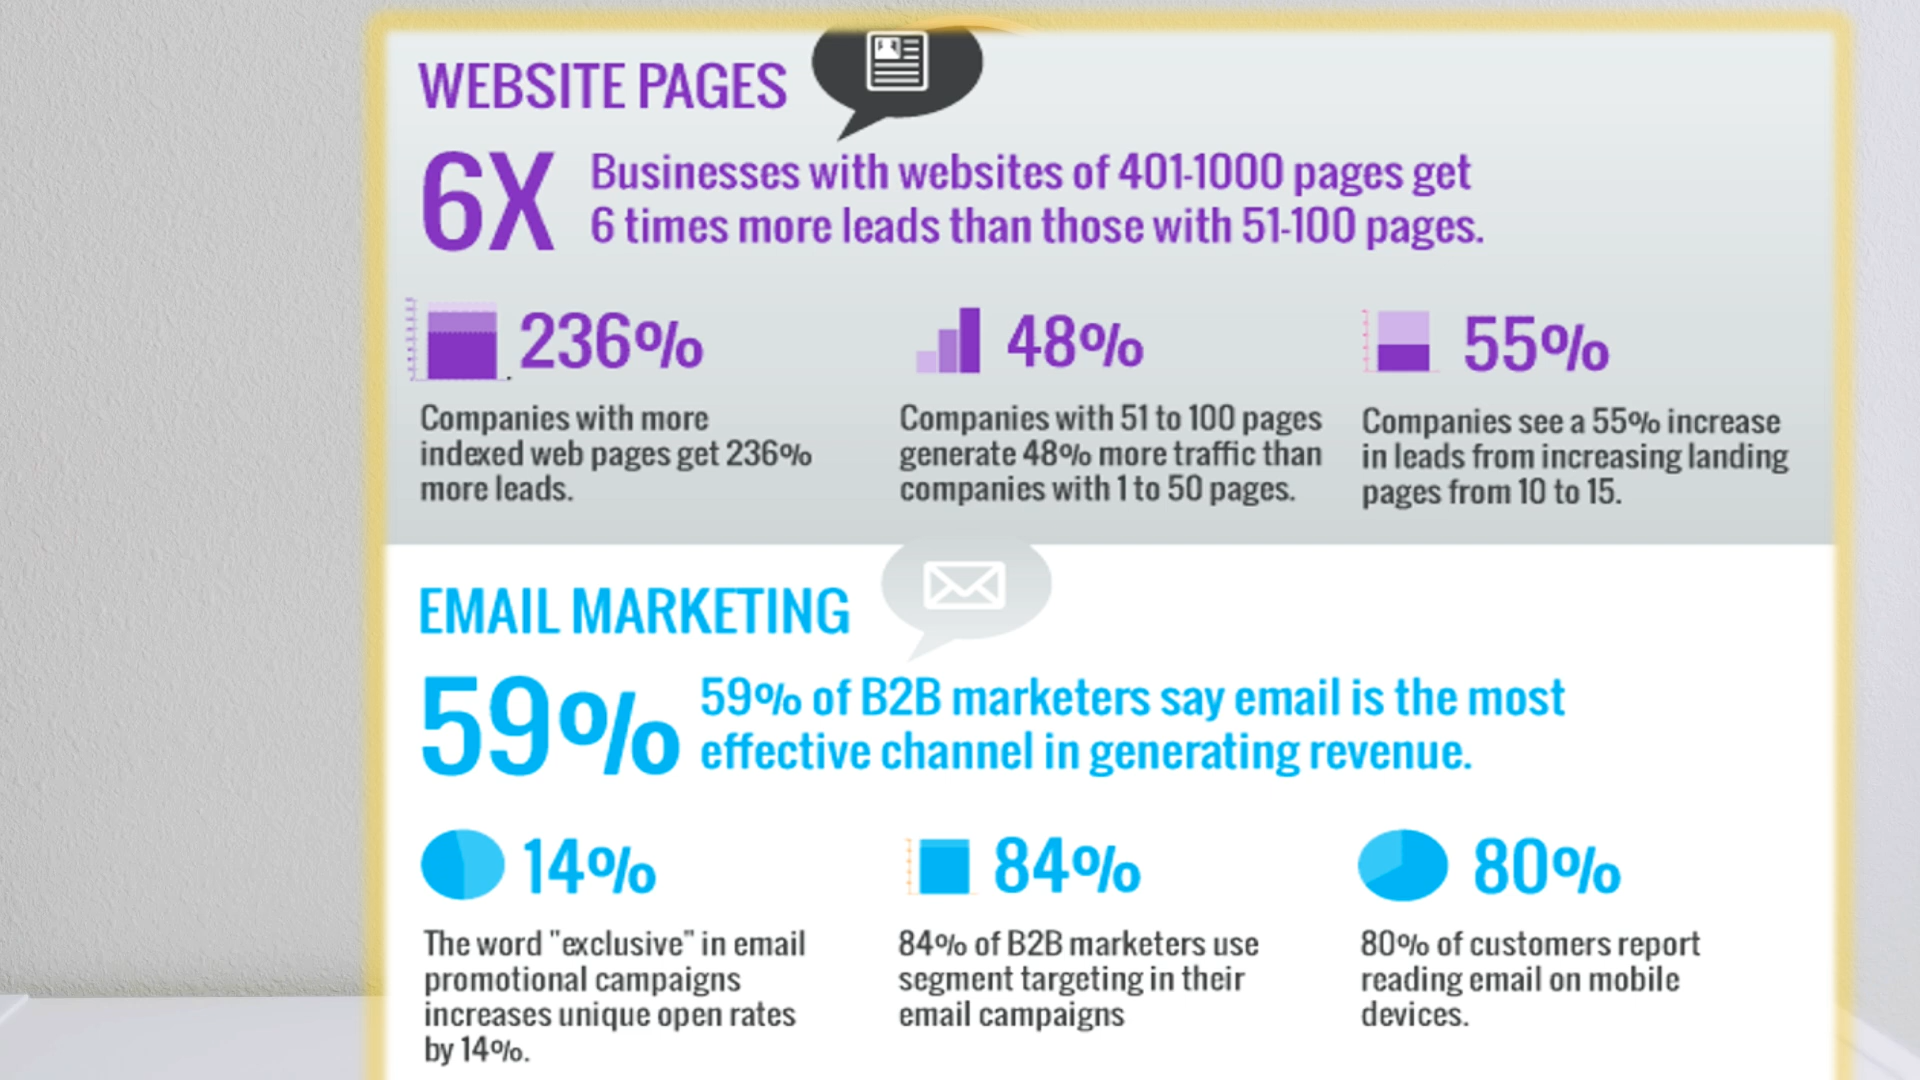 WEBSITE PAGES
6X
Businesses with websites of 401-1000 pages get
6 times more leads than those with 51-100 pages.
236%
Companies with more
indexed web pages get 236%
more leads.
48%
Companies with 51 to 100 pages
generate 48% more traffic than
companies with 1 to 50 pages.
55%
Companies see a 55% increase
in leads from increasing landing
pages from 10 to 15.
EMAIL MARKETING
59%
59% of B2B marketers say email is the most
effective channel in generating revenue.
14%
The word "exclusive" in email
promotional campaigns
increases unique open rates
by 14%.
84%
84% of B2B marketers use
segment targeting in their
email campaigns
80%
80% of customers report
reading email on mobile
devices.